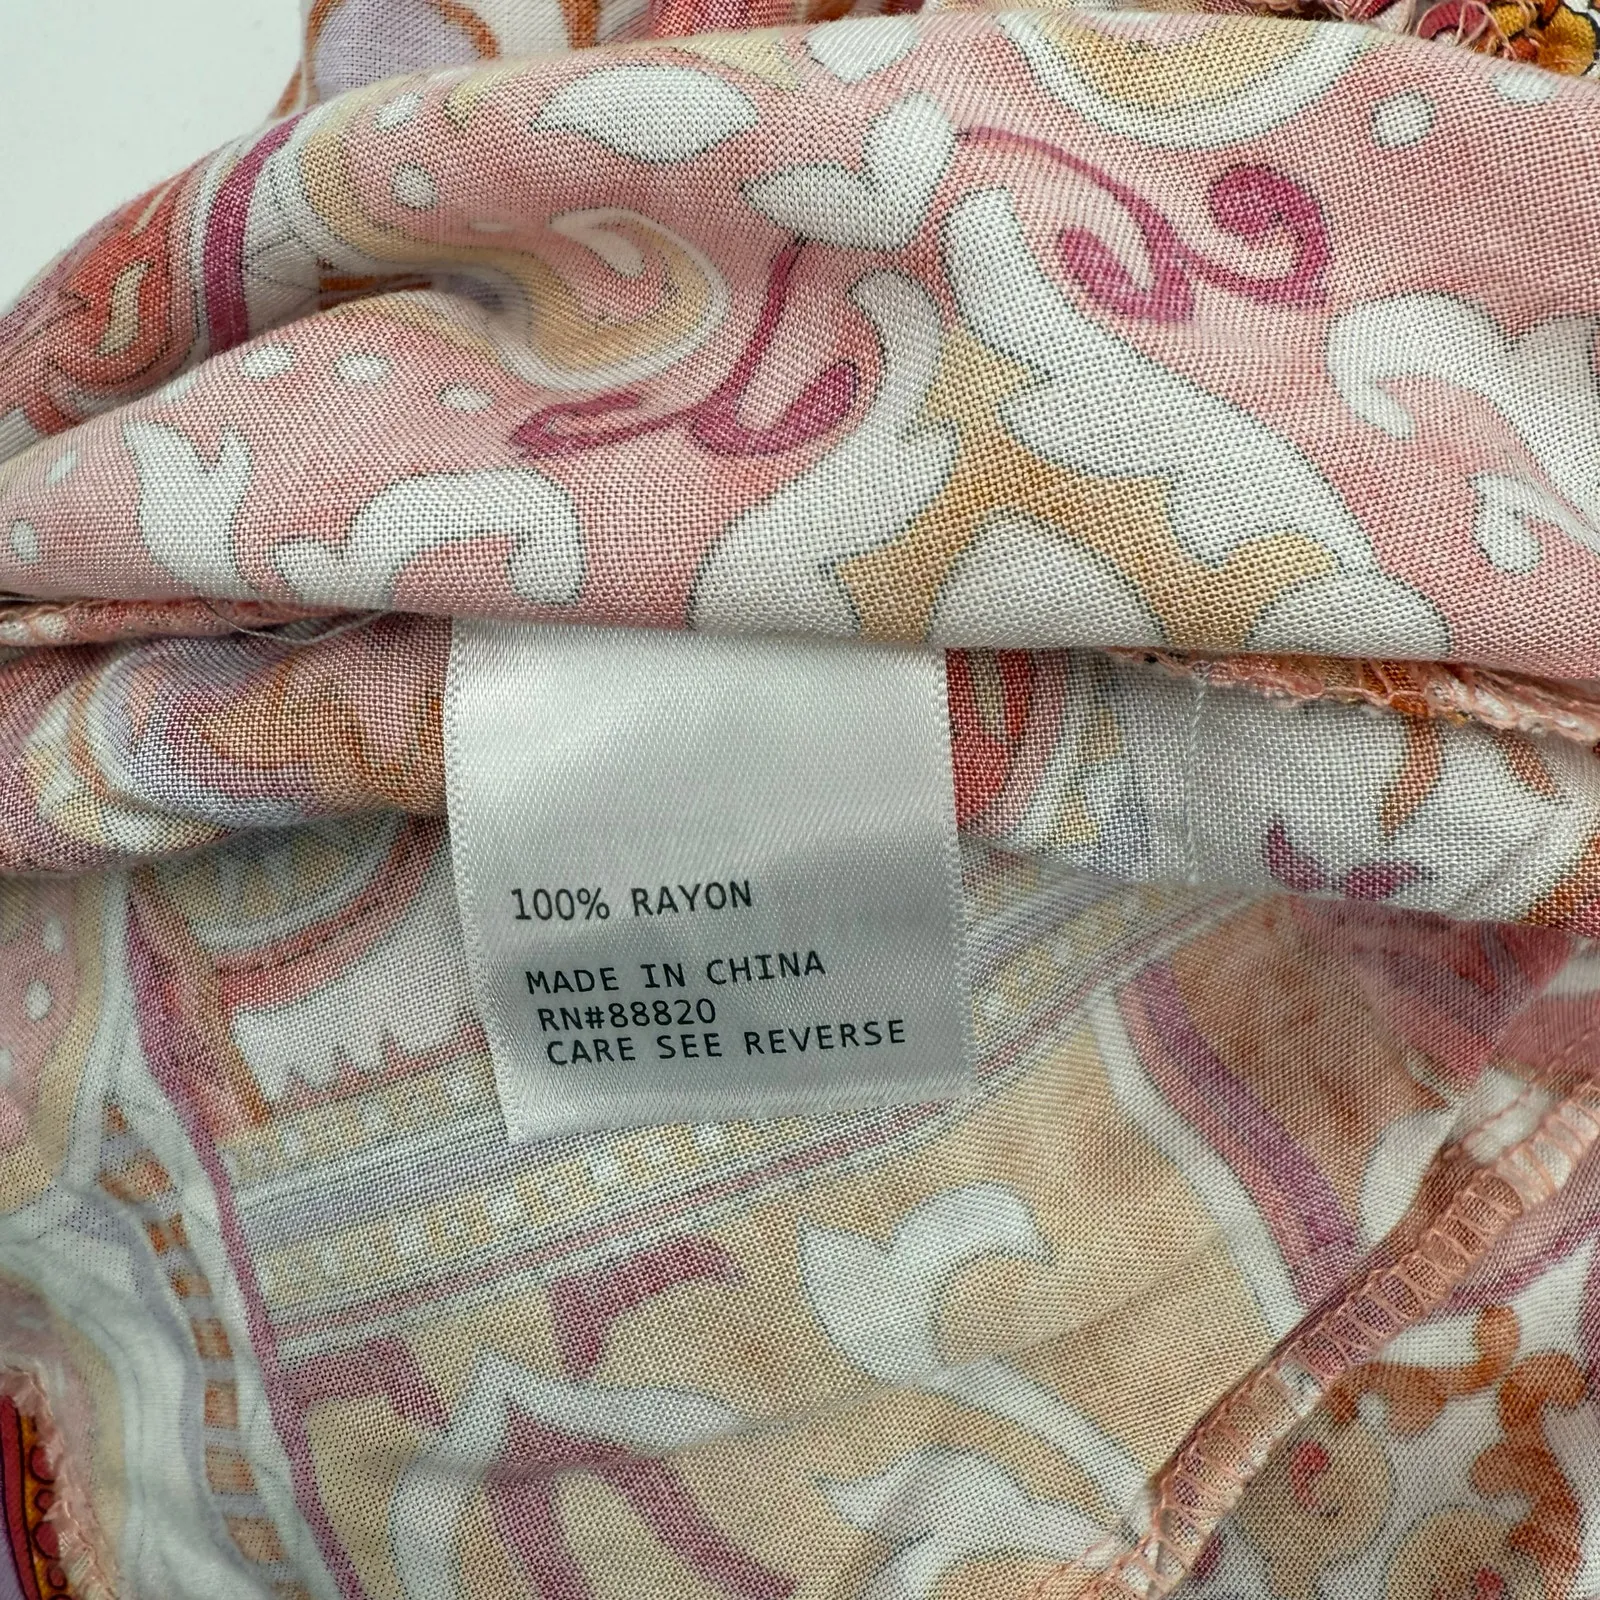 100% RAYON
MADE IN CHINA
RN#88820
CARE SEE REVERSE